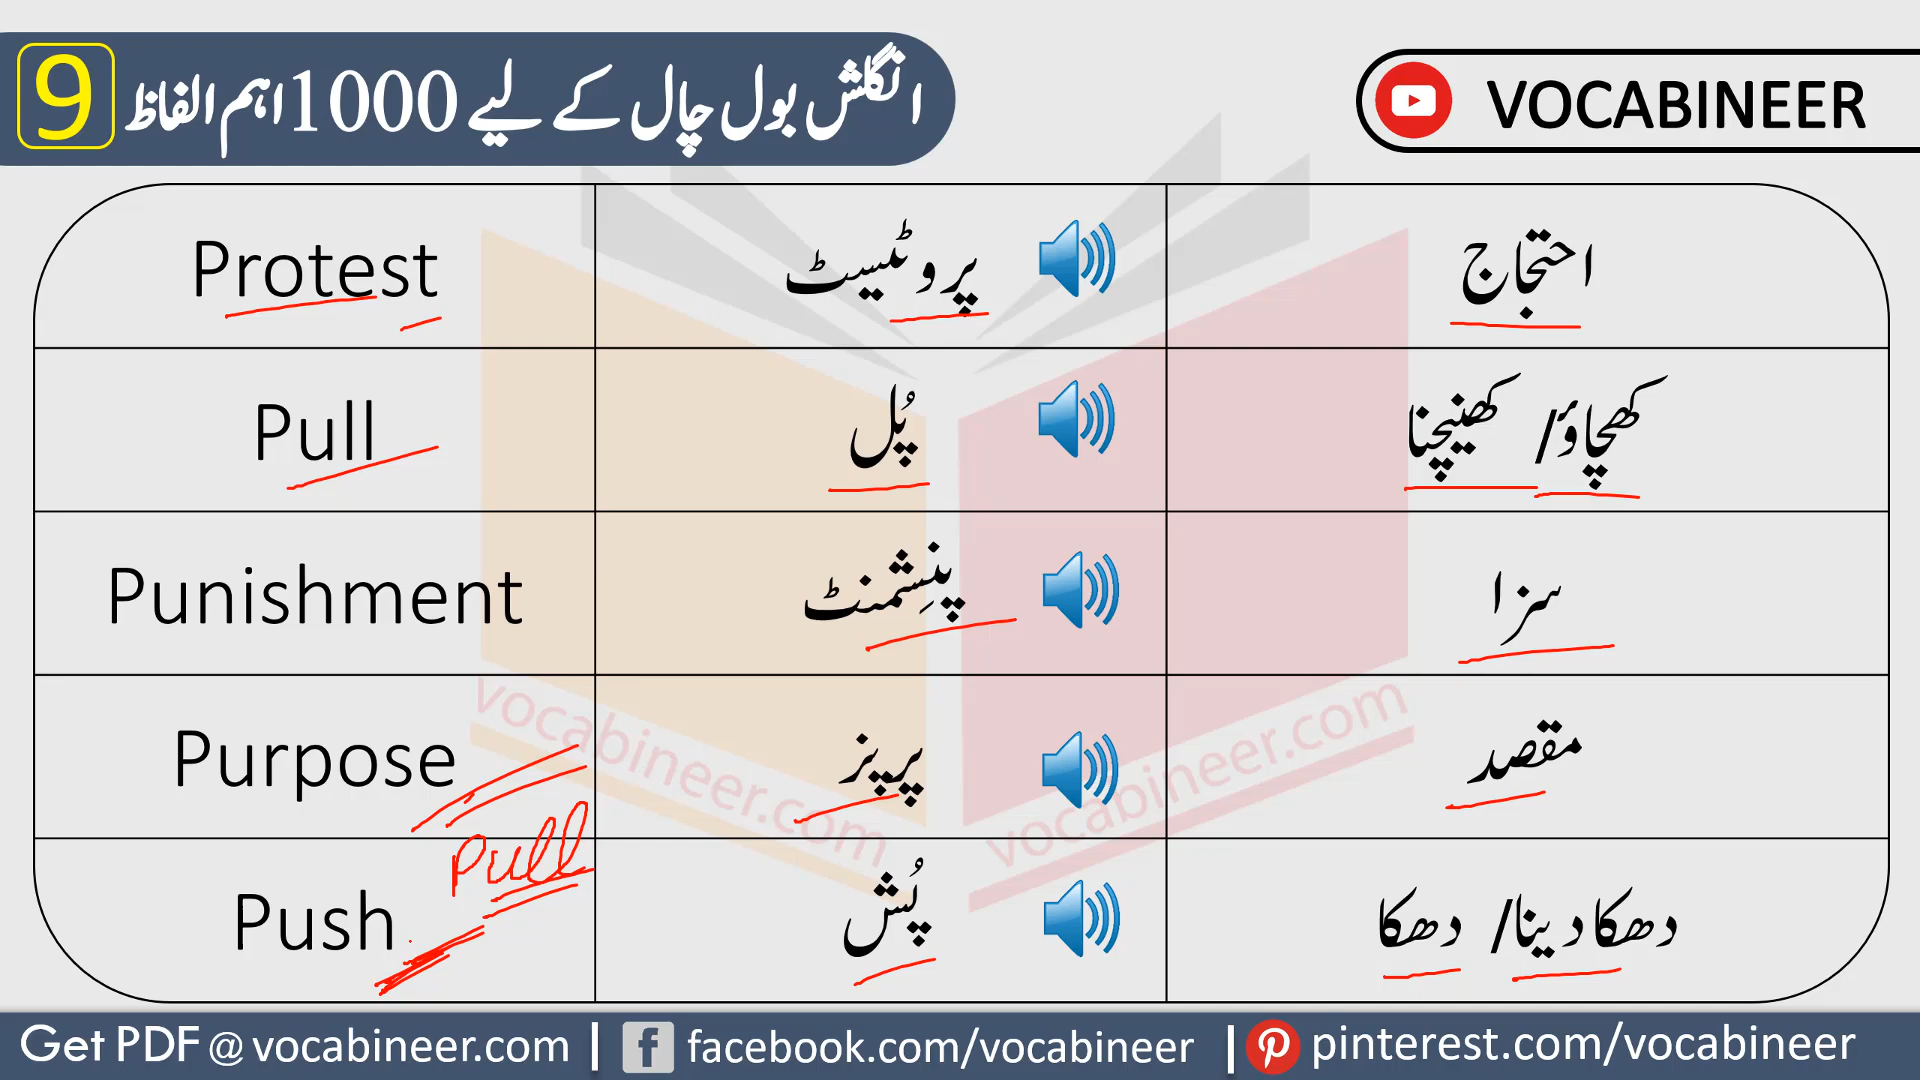 9 انگلش بول چال کے لیے 1000 اہم الفاظ
VOCABINEER
Protest پروٹیسٹ احتجاج
Pull پُل کھچاؤ/ کھینچنا
Punishment پنِشمنٹ سزا
Purpose پرپز مقصد
Pull
Push پُش دھکا دینا/ دھکا
vocabineer.com
vocabineer.com
Get PDF @ vocabineer.com | facebook.com/vocabineer | pinterest.com/vocabineer